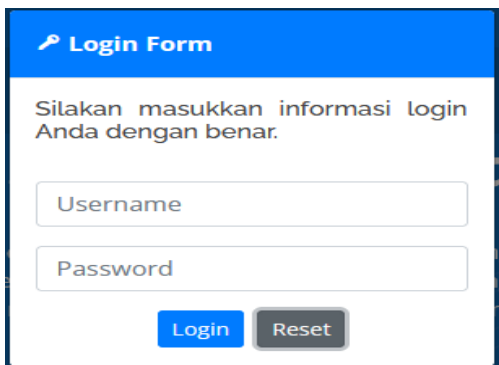 Login Form
Silakan masukkan informasi login
Anda dengan benar.
Username
Password
Login Reset